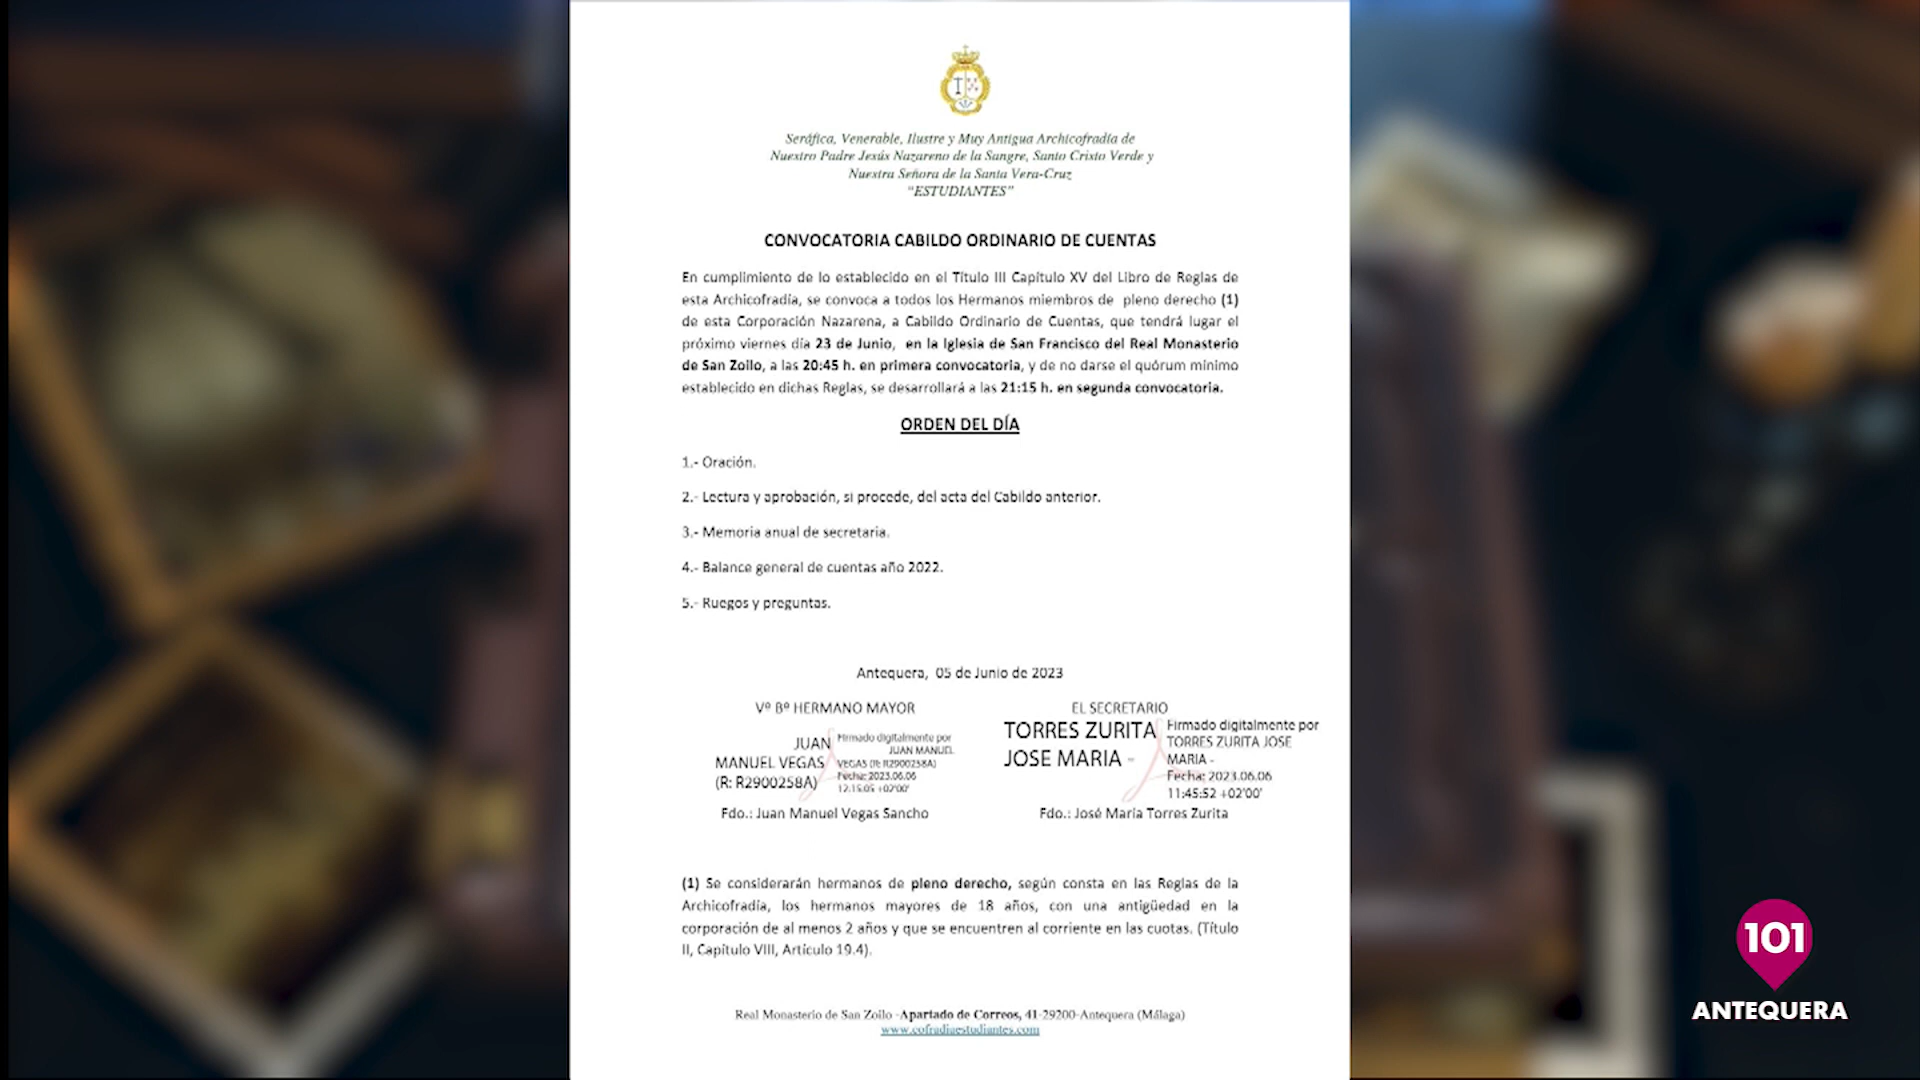 Seráfica, Venerable, Ilustre y Muy Antigua Archicofradía de
Nuestro Padre Jesús Nazareno de la Sangre, Santo Cristo Verde y
Nuestra Señora de la Santa Vera-Cruz
"ESTUDIANTES"
CONVOCATORIA CABILDO ORDINARIO DE CUENTAS
En cumplimiento de lo establecido en el Título III Capítulo XV del Libro de Reglas de
esta Archicofradía, se convoca a todos los Hermanos miembros de pleno derecho (1)
de esta Corporación Nazarena, a Cabildo Ordinario de Cuentas, que tendrá lugar el
próximo viernes día 23 de Junio, en la Iglesia de San Francisco del Real Monasterio
de San Zoilo, a las 20:45 h. en primera convocatoria, y de no darse el quórum mínimo
establecido en dichas Reglas, se desarrollará a las 21:15 h. en segunda convocatoria.
ORDEN DEL DÍA
1.- Oración.
2.- Lectura y aprobación, si procede, del acta del Cabildo anterior.
3.- Memoria anual de secretaria.
4.- Balance general de cuentas año 2022.
5.- Ruegos y preguntas.
Antequera, 05 de Junio de 2023
Vº Bº HERMANO MAYOR
JUAN
MANUEL VEGAS
(R: R2900258A)
Firmado digitalmente por
JUAN MANUEL
VEGAS (R: R2900258A)
Fecha: 2023.06.06
12:15:05 +02'00'
Fdo.: Juan Manuel Vegas Sancho
EL SECRETARIO
TORRES ZURITA
JOSE MARIA -
Firmado digitalmente por
TORRES ZURITA JOSE
MARIA -
Fecha: 2023.06.06
11:45:52 +02'00'
Fdo.: José María Torres Zurita
(1) Se considerarán hermanos de pleno derecho, según consta en las Reglas de la
Archicofradía, los hermanos mayores de 18 años, con una antigüedad en la
corporación de al menos 2 años y que se encuentren al corriente en las cuotas. (Título
II, Capítulo VIII, Artículo 19.4).
Real Monasterio de San Zoilo -Apartado de Correos, 41-29200-Antequera (Málaga)
www.cofradiaestudiantes.com
101
ANTEQUERA